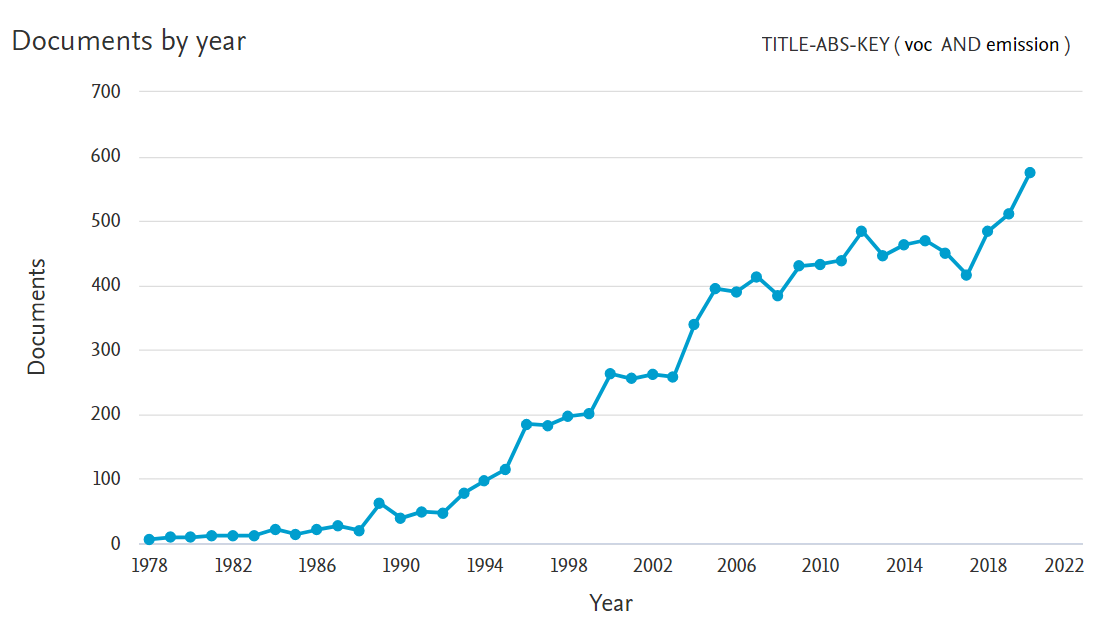 Documents by year
TITLE-ABS-KEY ( voc AND emission )
700
600
500
400
300
200
100
0
Documents
1978 1982 1986 1990 1994 1998 2002 2006 2010 2014 2018 2022
Year